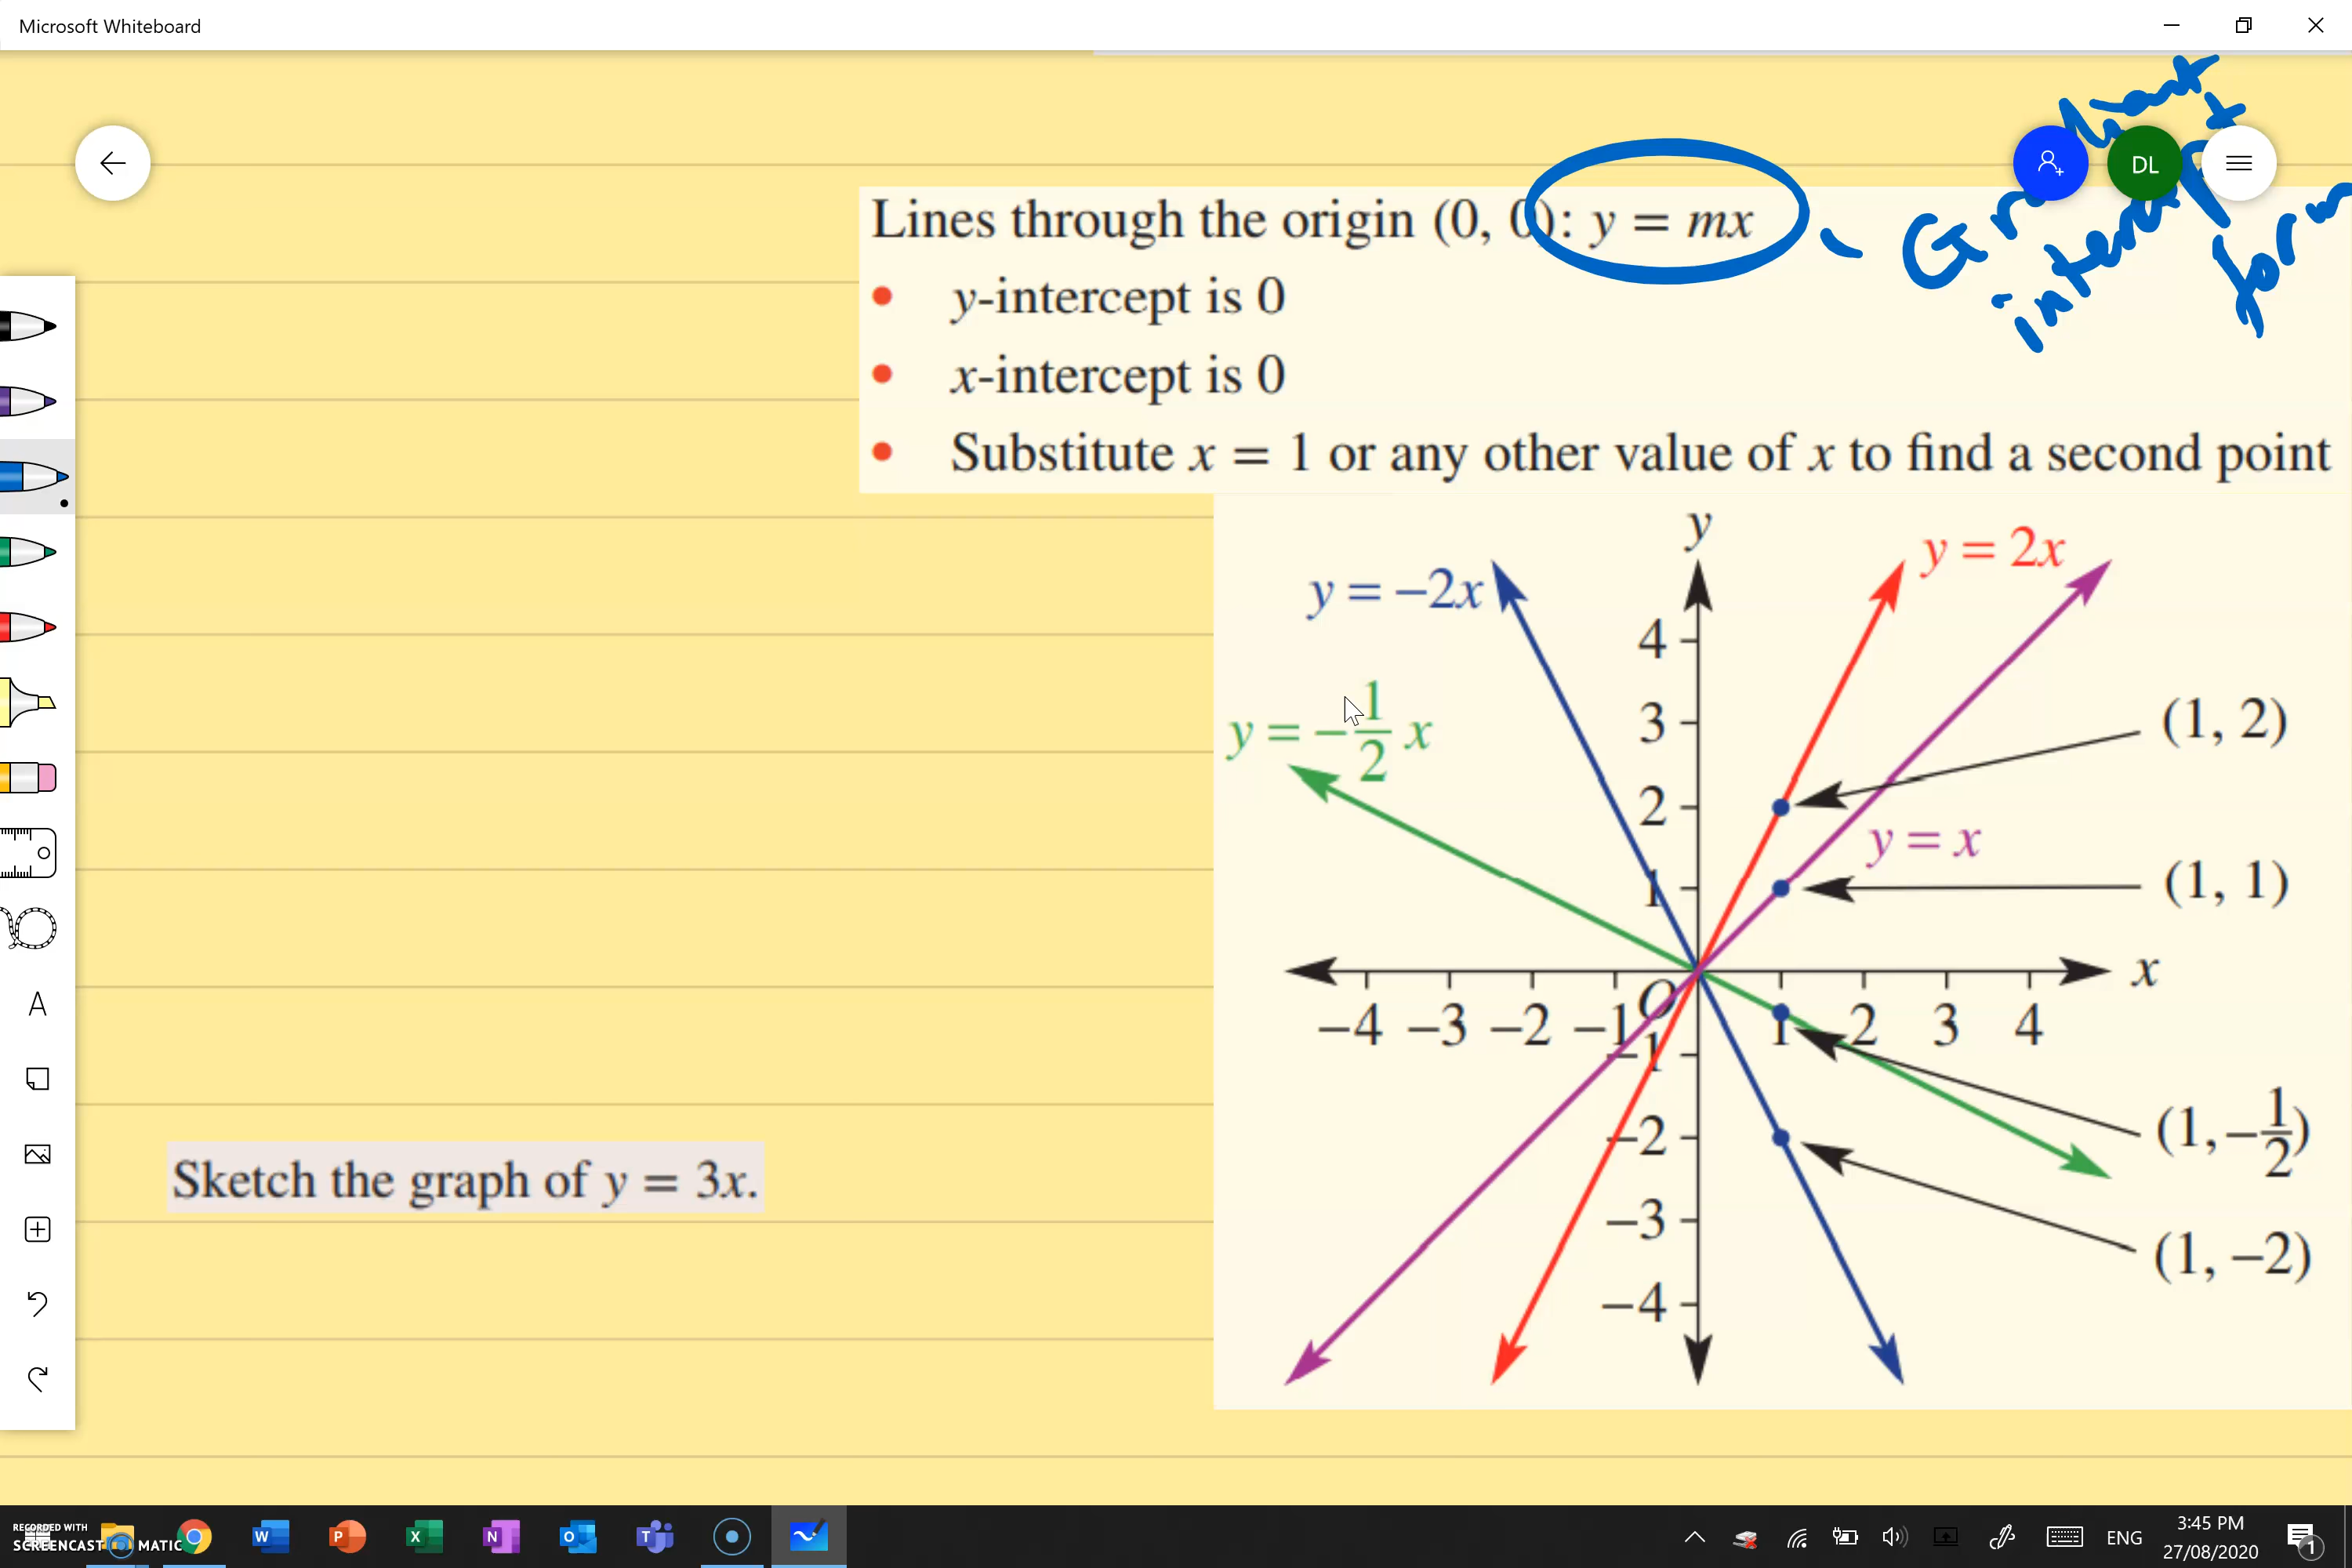 Microsoft Whiteboard
Gradient
intercept
form
DL
Lines through the origin (0, 0): y = mx
• y-intercept is 0
• x-intercept is 0
• Substitute x = 1 or any other value of x to find a second point
y
y = 2x
y = −2x
4
y = −1/2 x
3
(1, 2)
2
y = x
1
(1, 1)
x
O
−4 −3 −2 −1 1 2 3 4
−1
(1, −1/2)
−2
Sketch the graph of y = 3x.
−3
(1, −2)
−4
A
RECORDED WITH
SCREENCAST MATIC
W
P
X
N
O
T
ENG
3:45 PM
27/08/2020
1